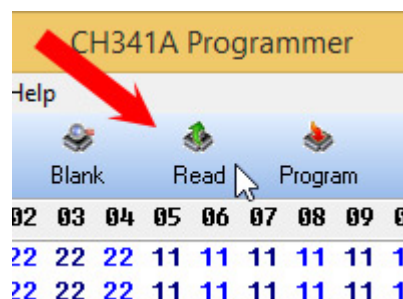 CH341A Programmer
Help
Blank Read Program
02 03 04 05 06 07 08 09
22 22 22 11 11 11 11 11
22 22 22 11 11 11 11 11